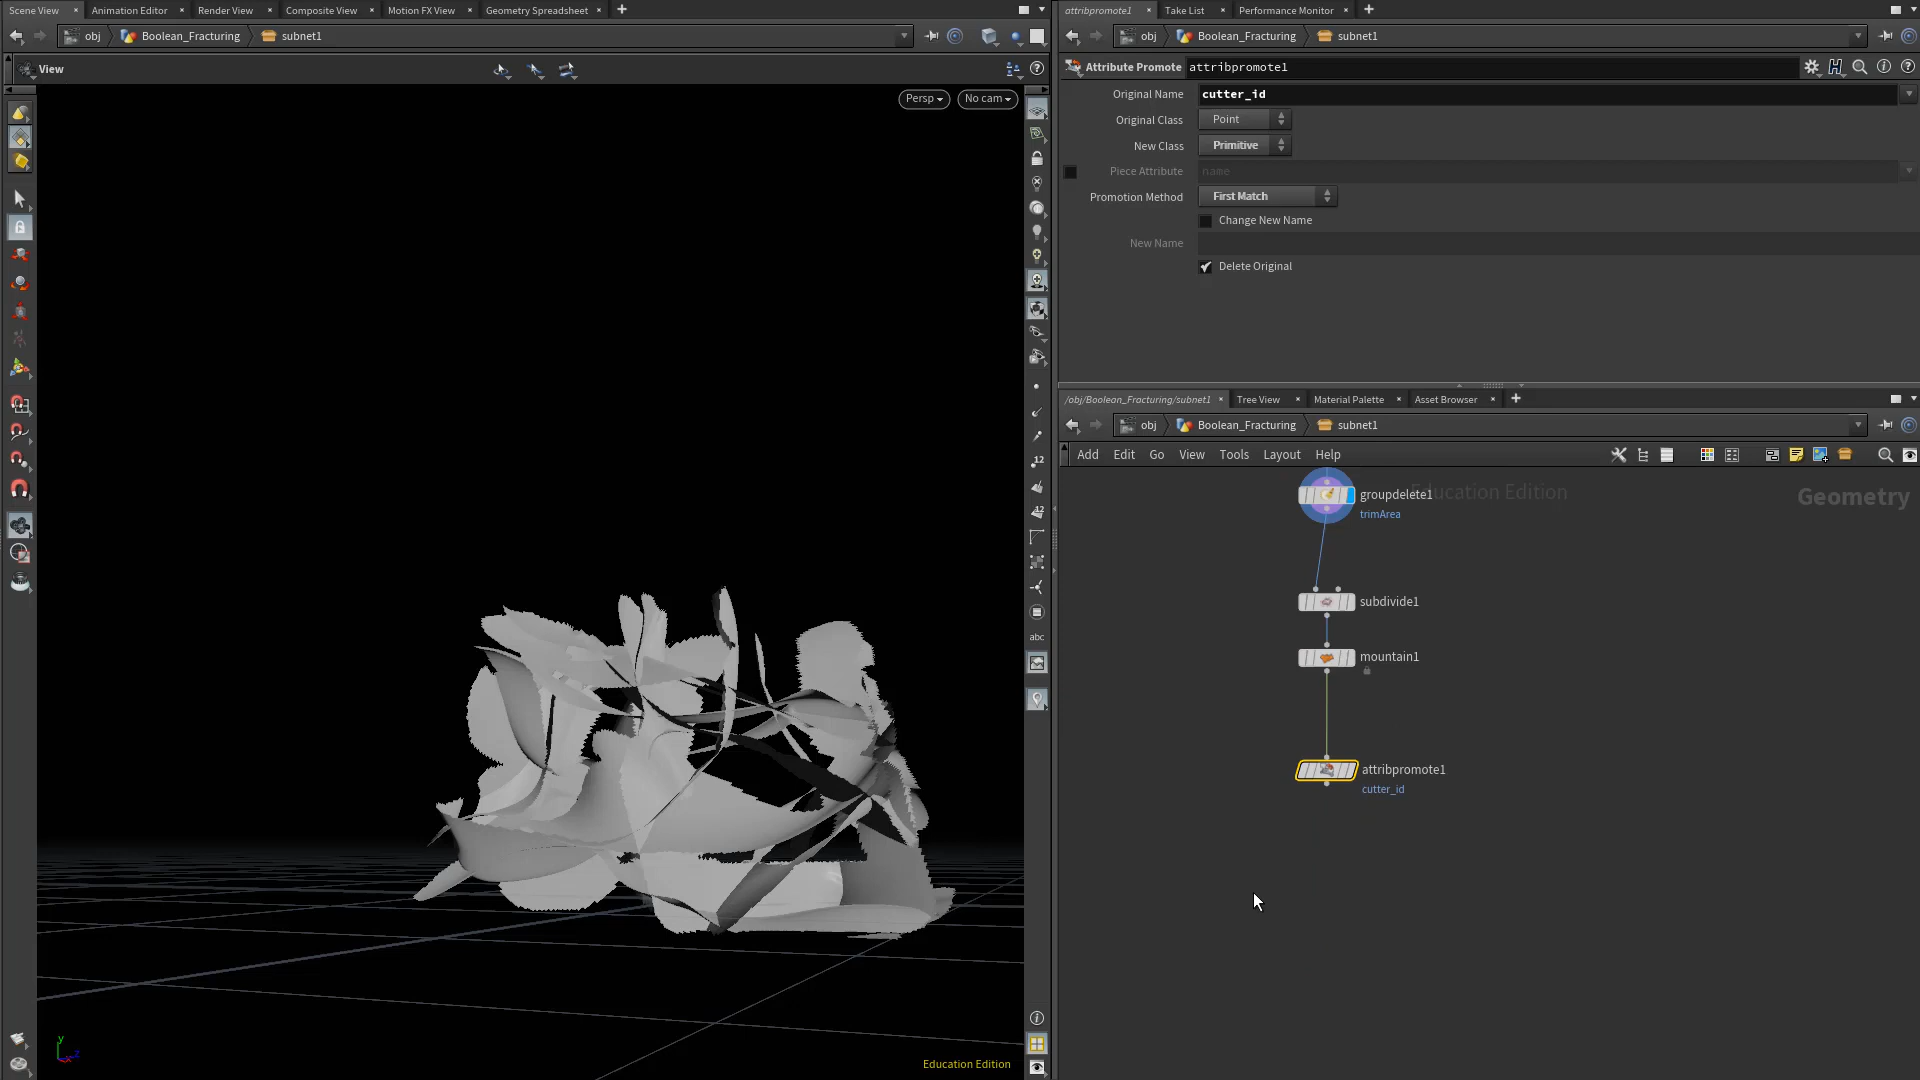 Scene View
Animation Editor
Render View
Composite View
Motion FX View
Geometry Spreadsheet
obj
Boolean_Fracturing
subnet1
View
Persp
No cam
12
12
abc
y
z
Education Edition
attribpromote1
Take List
Performance Monitor
obj
Boolean_Fracturing
subnet1
Attribute Promote
attribpromote1
Original Name
cutter_id
Original Class
Point
New Class
Primitive
Piece Attribute
name
Promotion Method
First Match
Change New Name
New Name
Delete Original
/obj/Boolean_Fracturing/subnet1
Tree View
Material Palette
Asset Browser
obj
Boolean_Fracturing
subnet1
Add
Edit
Go
View
Tools
Layout
Help
Education Edition
Geometry
groupdelete1
trimArea
subdivide1
mountain1
attribpromote1
cutter_id